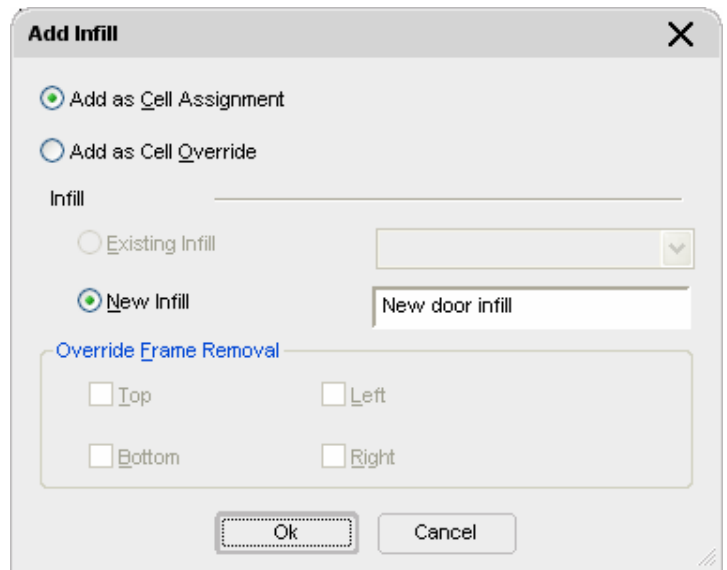 Add Infill
Add as Cell Assignment
Add as Cell Override
Infill
Existing Infill
New Infill
New door infill
Override Frame Removal
Top
Left
Bottom
Right
Ok
Cancel